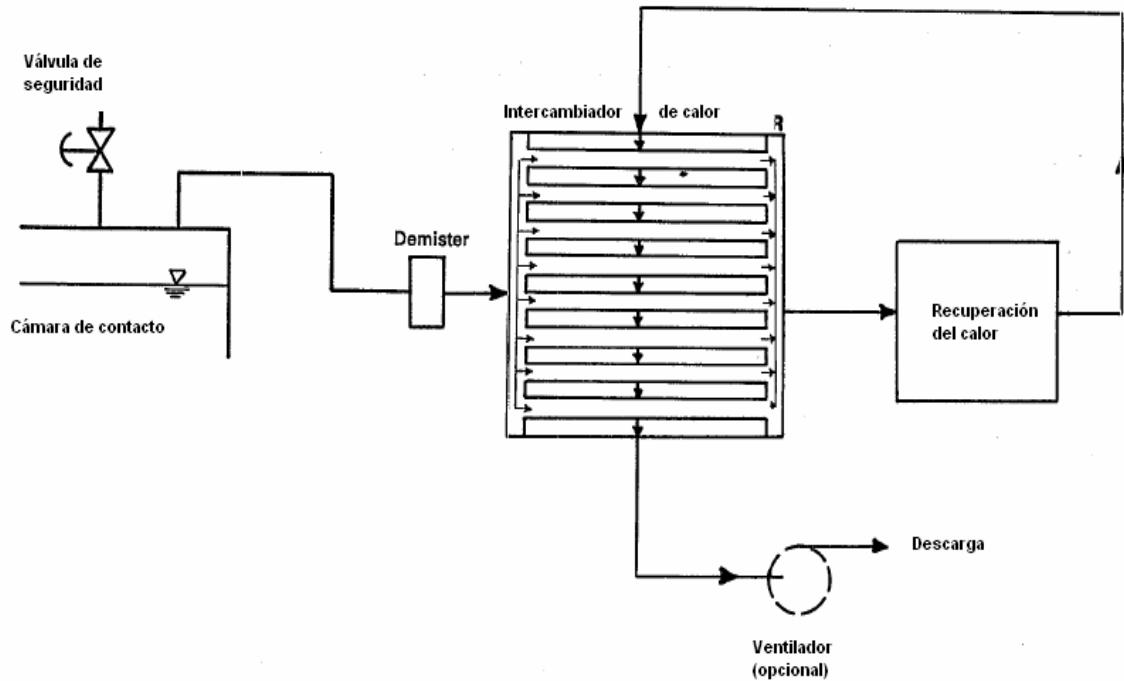 Válvula de
seguridad
Intercambiador de calor
R
Demister
Cámara de contacto
Recuperación
del calor
Descarga
Ventilador
(opcional)